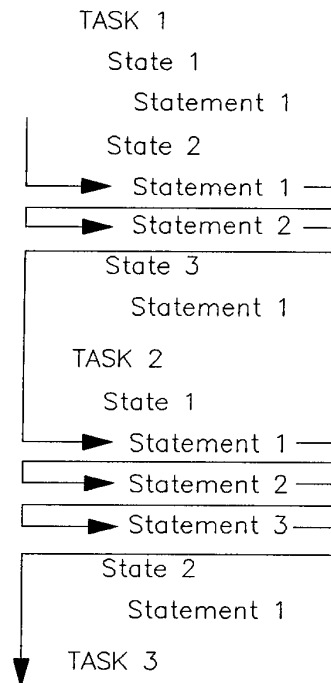 TASK 1
State 1
Statement 1
State 2
Statement 1
Statement 2
State 3
Statement 1
TASK 2
State 1
Statement 1
Statement 2
Statement 3
State 2
Statement 1
TASK 3